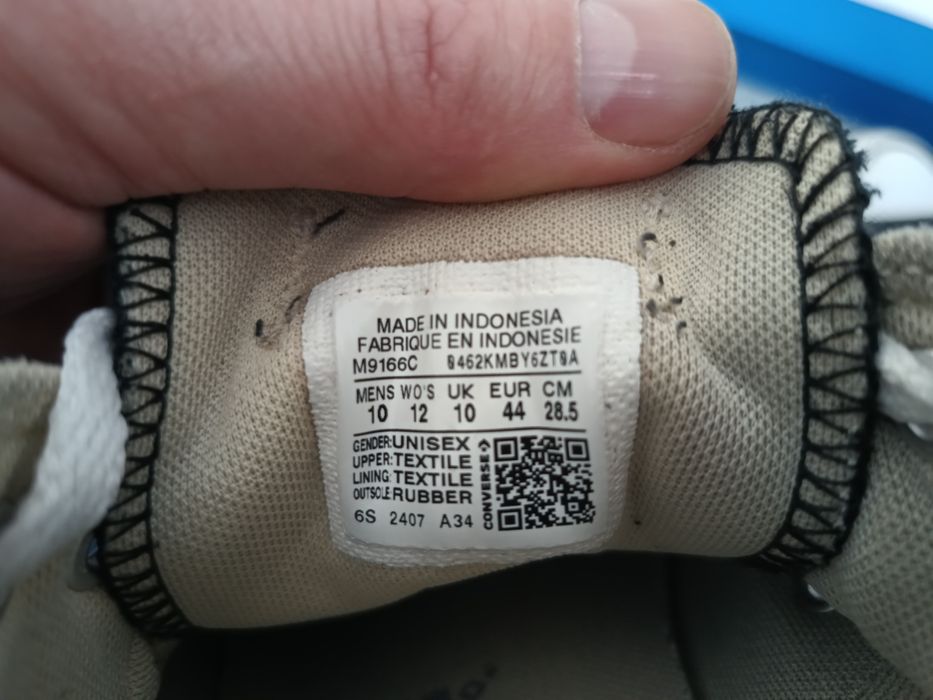 MADE IN INDONESIA
FABRIQUE EN INDONESIE
M9166C 0462KMBY6ZT0A
MENS WO'S UK EUR CM
10 12 10 44 28.5
GENDER:UNISEX
UPPER:TEXTILE
LINING:TEXTILE
OUTSOLE:RUBBER
6S 2407 A34
CONVERSE